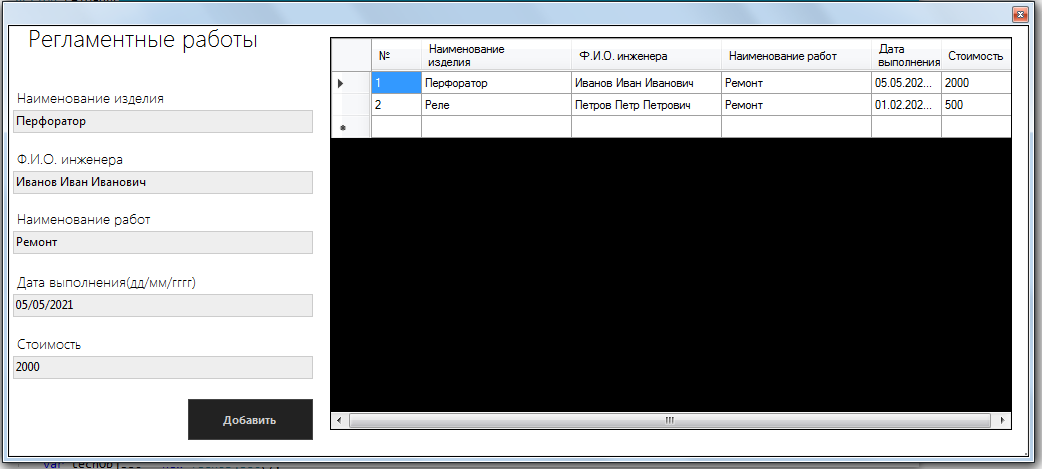 Регламентные работы
Наименование изделия
Перфоратор
Ф.И.О. инженера
Иванов Иван Иванович
Наименование работ
Ремонт
Дата выполнения(дд/мм/гггг)
05/05/2021
Стоимость
2000
Добавить
№ Наименование изделия Ф.И.О. инженера Наименование работ Дата выполнения Стоимость
1 Перфоратор Иванов Иван Иванович Ремонт 05.05.202... 2000
2 Реле Петров Петр Петрович Ремонт 01.02.202... 500